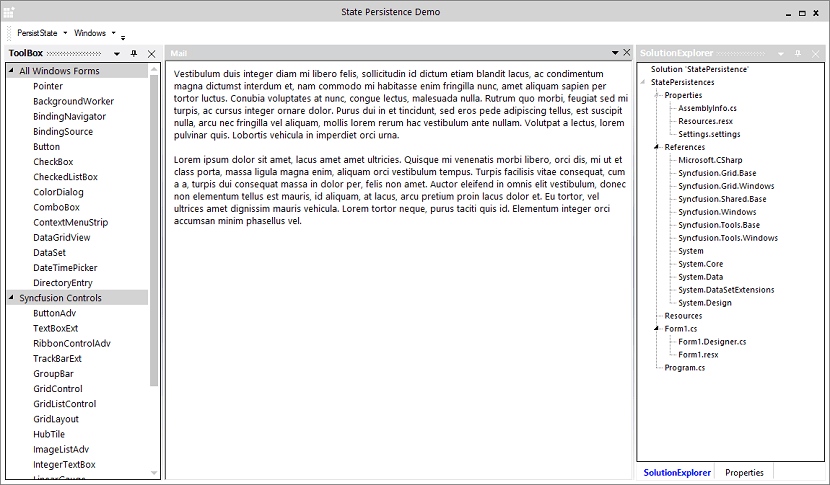 State Persistence Demo
PersistState Windows
ToolBox
All Windows Forms
Pointer
BackgroundWorker
BindingNavigator
BindingSource
Button
CheckBox
CheckedListBox
ColorDialog
ComboBox
ContextMenuStrip
DataGridView
DataSet
DateTimePicker
DirectoryEntry
Syncfusion Controls
ButtonAdv
TextBoxExt
RibbonControlAdv
TrackBarExt
GroupBar
GridControl
GridListControl
GridLayout
HubTile
ImageListAdv
IntegerTextBox
LinearGauge
Mail
Vestibulum duis integer diam mi libero felis, sollicitudin id dictum etiam blandit lacus, ac condimentum
magna dictumst interdum et, nam commodo mi habitasse enim fringilla nunc, amet aliquam sapien per
tortor luctus. Conubia voluptates at nunc, congue lectus, malesuada nulla. Rutrum quo morbi, feugiat sed mi
turpis, ac cursus integer ornare dolor. Purus dui in et tincidunt, sed eros pede adipiscing tellus, est suscipit
nulla, arcu nec fringilla vel aliquam, mollis lorem rerum hac vestibulum ante nullam. Volutpat a lectus, lorem
pulvinar quis. Lobortis vehicula in imperdiet orci urna.
Lorem ipsum dolor sit amet, lacus amet amet ultricies. Quisque mi venenatis morbi libero, orci dis, mi ut et
class porta, massa ligula magna enim, aliquam orci vestibulum tempus. Turpis facilisis vitae consequat, cum
a a, turpis dui consequat massa in dolor per, felis non amet. Auctor eleifend in omnis elit vestibulum, donec
non elementum tellus est mauris, id aliquam, at lacus, arcu pretium proin lacus dolor et. Eu tortor, vel
ultrices amet dignissim mauris vehicula. Lorem tortor neque, purus taciti quis id. Elementum integer orci
accumsan minim phasellus vel.
SolutionExplorer
Solution 'StatePersistence'
StatePersistences
Properties
AssemblyInfo.cs
Resources.resx
Settings.settings
References
Microsoft.CSharp
Syncfusion.Grid.Base
Syncfusion.Grid.Windows
Syncfusion.Shared.Base
Syncfusion.Windows
Syncfusion.Tools.Base
Syncfusion.Tools.Windows
System
System.Core
System.Data
System.DataSetExtensions
System.Design
Resources
Form1.cs
Form1.Designer.cs
Form1.resx
Program.cs
SolutionExplorer Properties